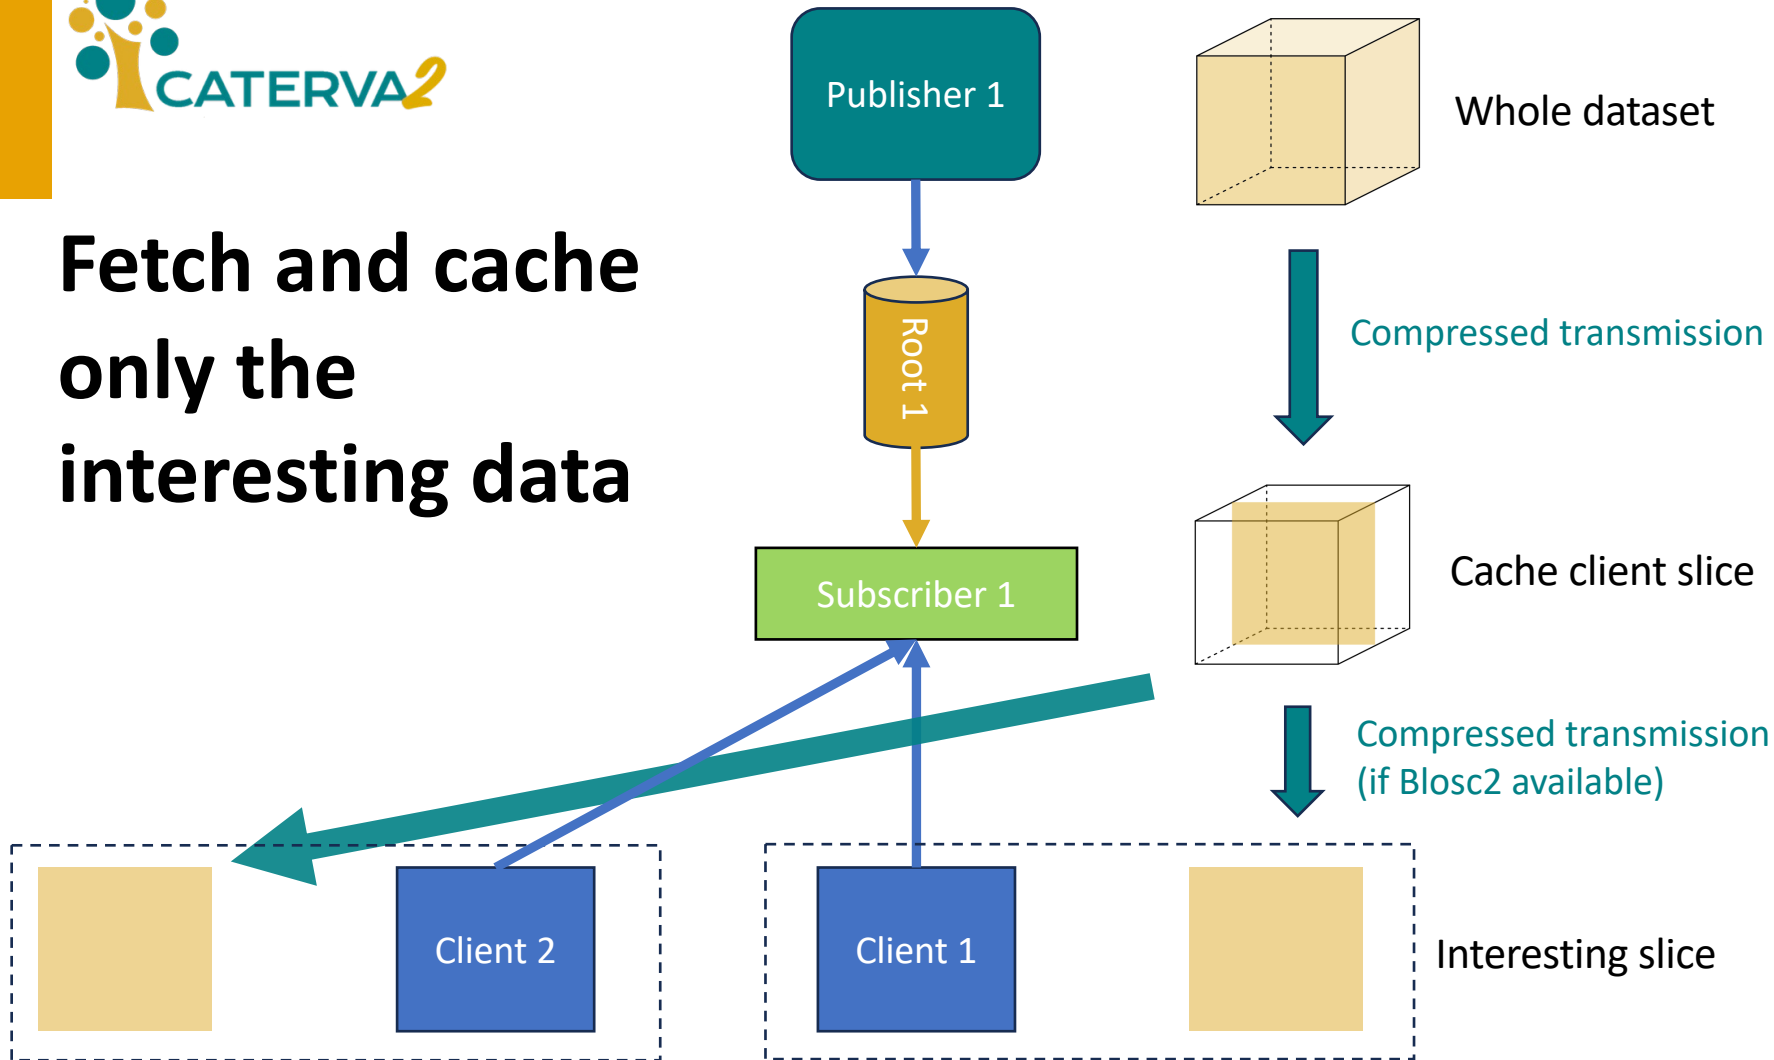 CATERVA2
Fetch and cache
only the
interesting data
Publisher 1
Whole dataset
Root 1
Compressed transmission
Subscriber 1
Cache client slice
Compressed transmission
(if Blosc2 available)
Client 2
Client 1
Interesting slice